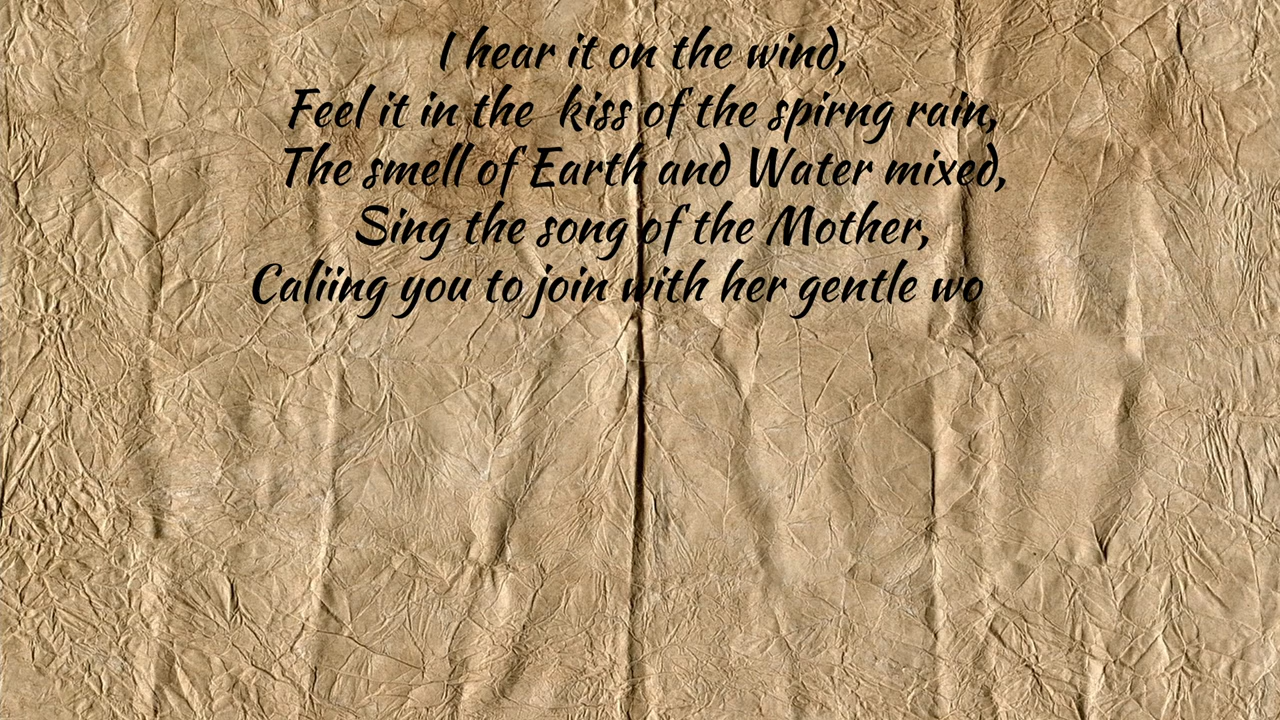 I hear it on the wind,
Feel it in the  kiss of the spirng rain,
The smell of Earth and Water mixed,
Sing the song of the Mother,
Caliing you to join with her gentle wo